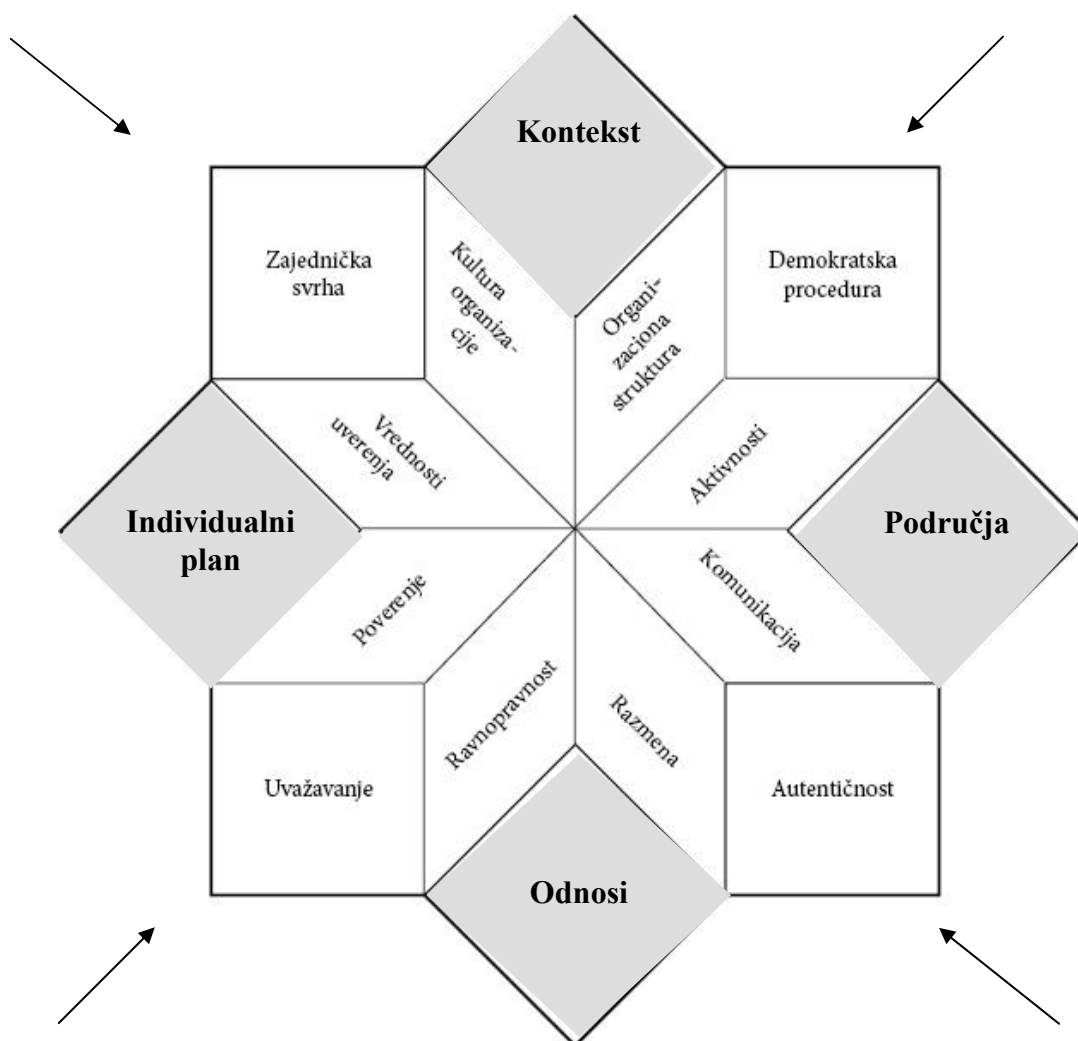 Kontekst
Zajednička
svrha
Kultura
organiza-
cije
Organi-
zaciona
struktura
Demokratska
procedura
Vrednosti
uverenja
Aktivnosti
Individualni
plan
Područja
Poverenje
Komunikacija
Ravnopravnost
Razmena
Uvažavanje
Autentičnost
Odnosi